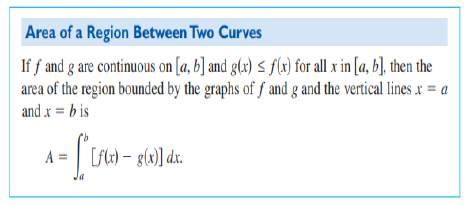 Area of a Region Between Two Curves
If f and g are continuous on [a, b] and g(x) ≤ f(x) for all x in [a, b], then the
area of the region bounded by the graphs of f and g and the vertical lines x = a
and x = b is
A = ∫_a^b [f(x) − g(x)] dx.